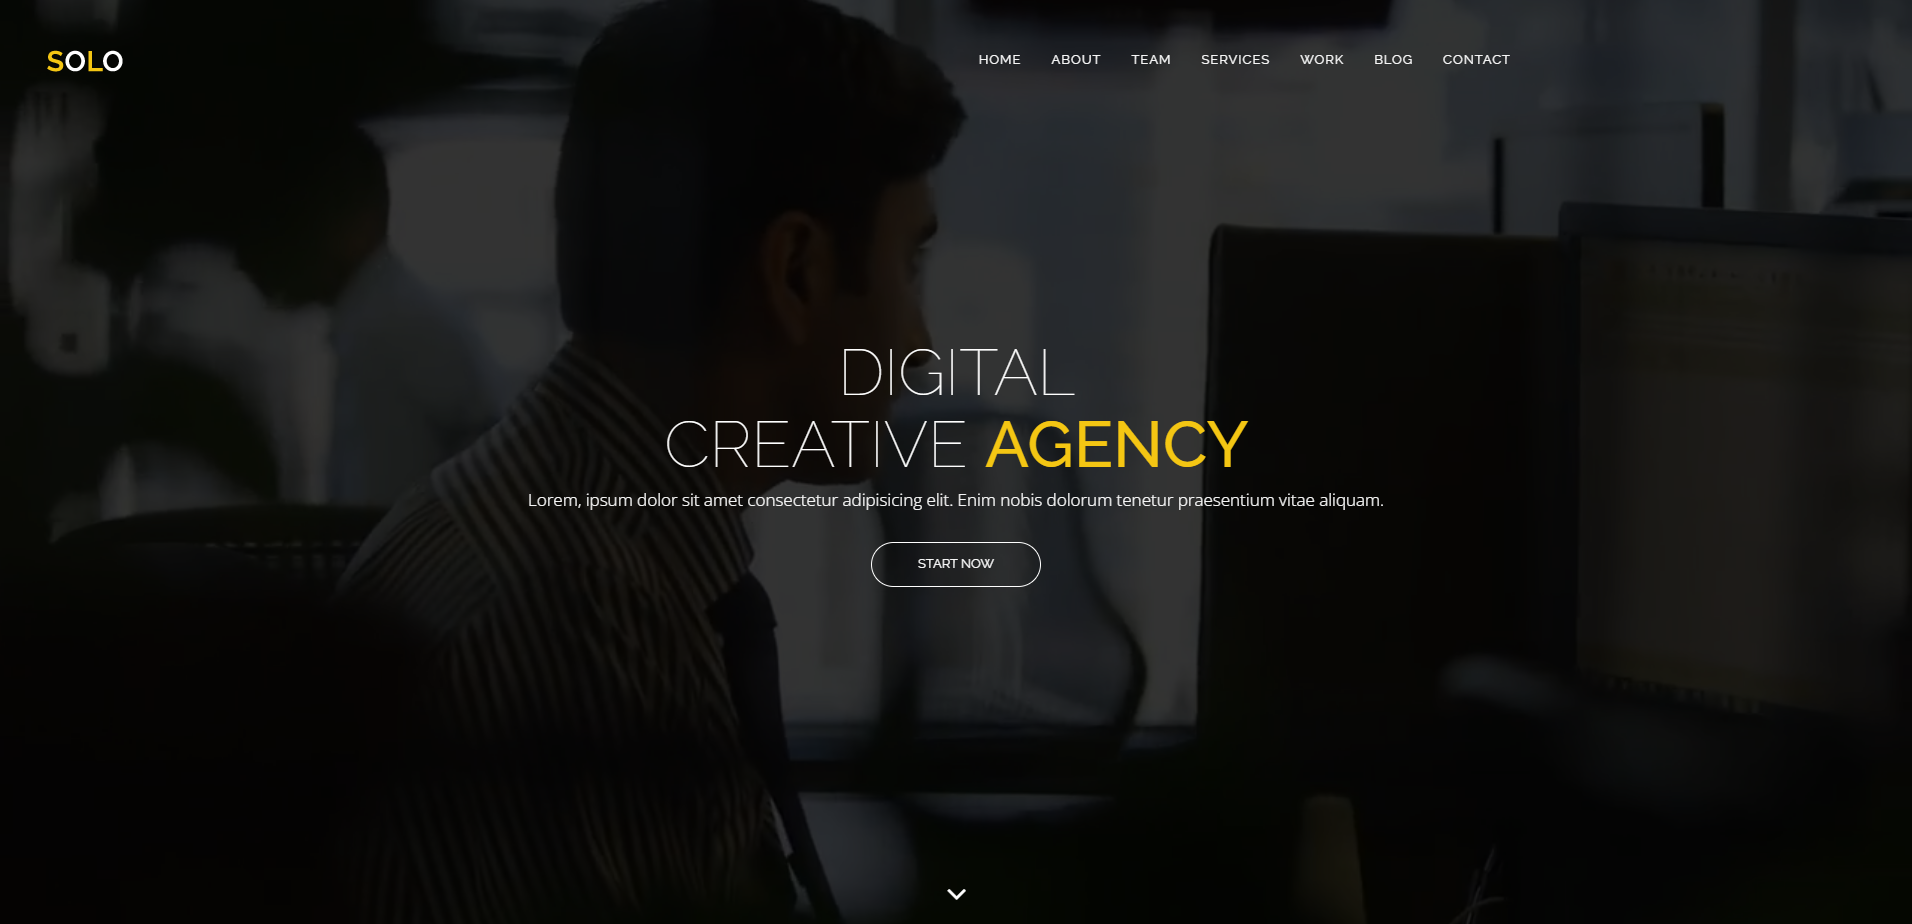 SOLO
HOME ABOUT TEAM SERVICES WORK BLOG CONTACT
DIGITAL
CREATIVE AGENCY
Lorem, ipsum dolor sit amet consectetur adipisicing elit. Enim nobis dolorum tenetur praesentium vitae aliquam.
START NOW